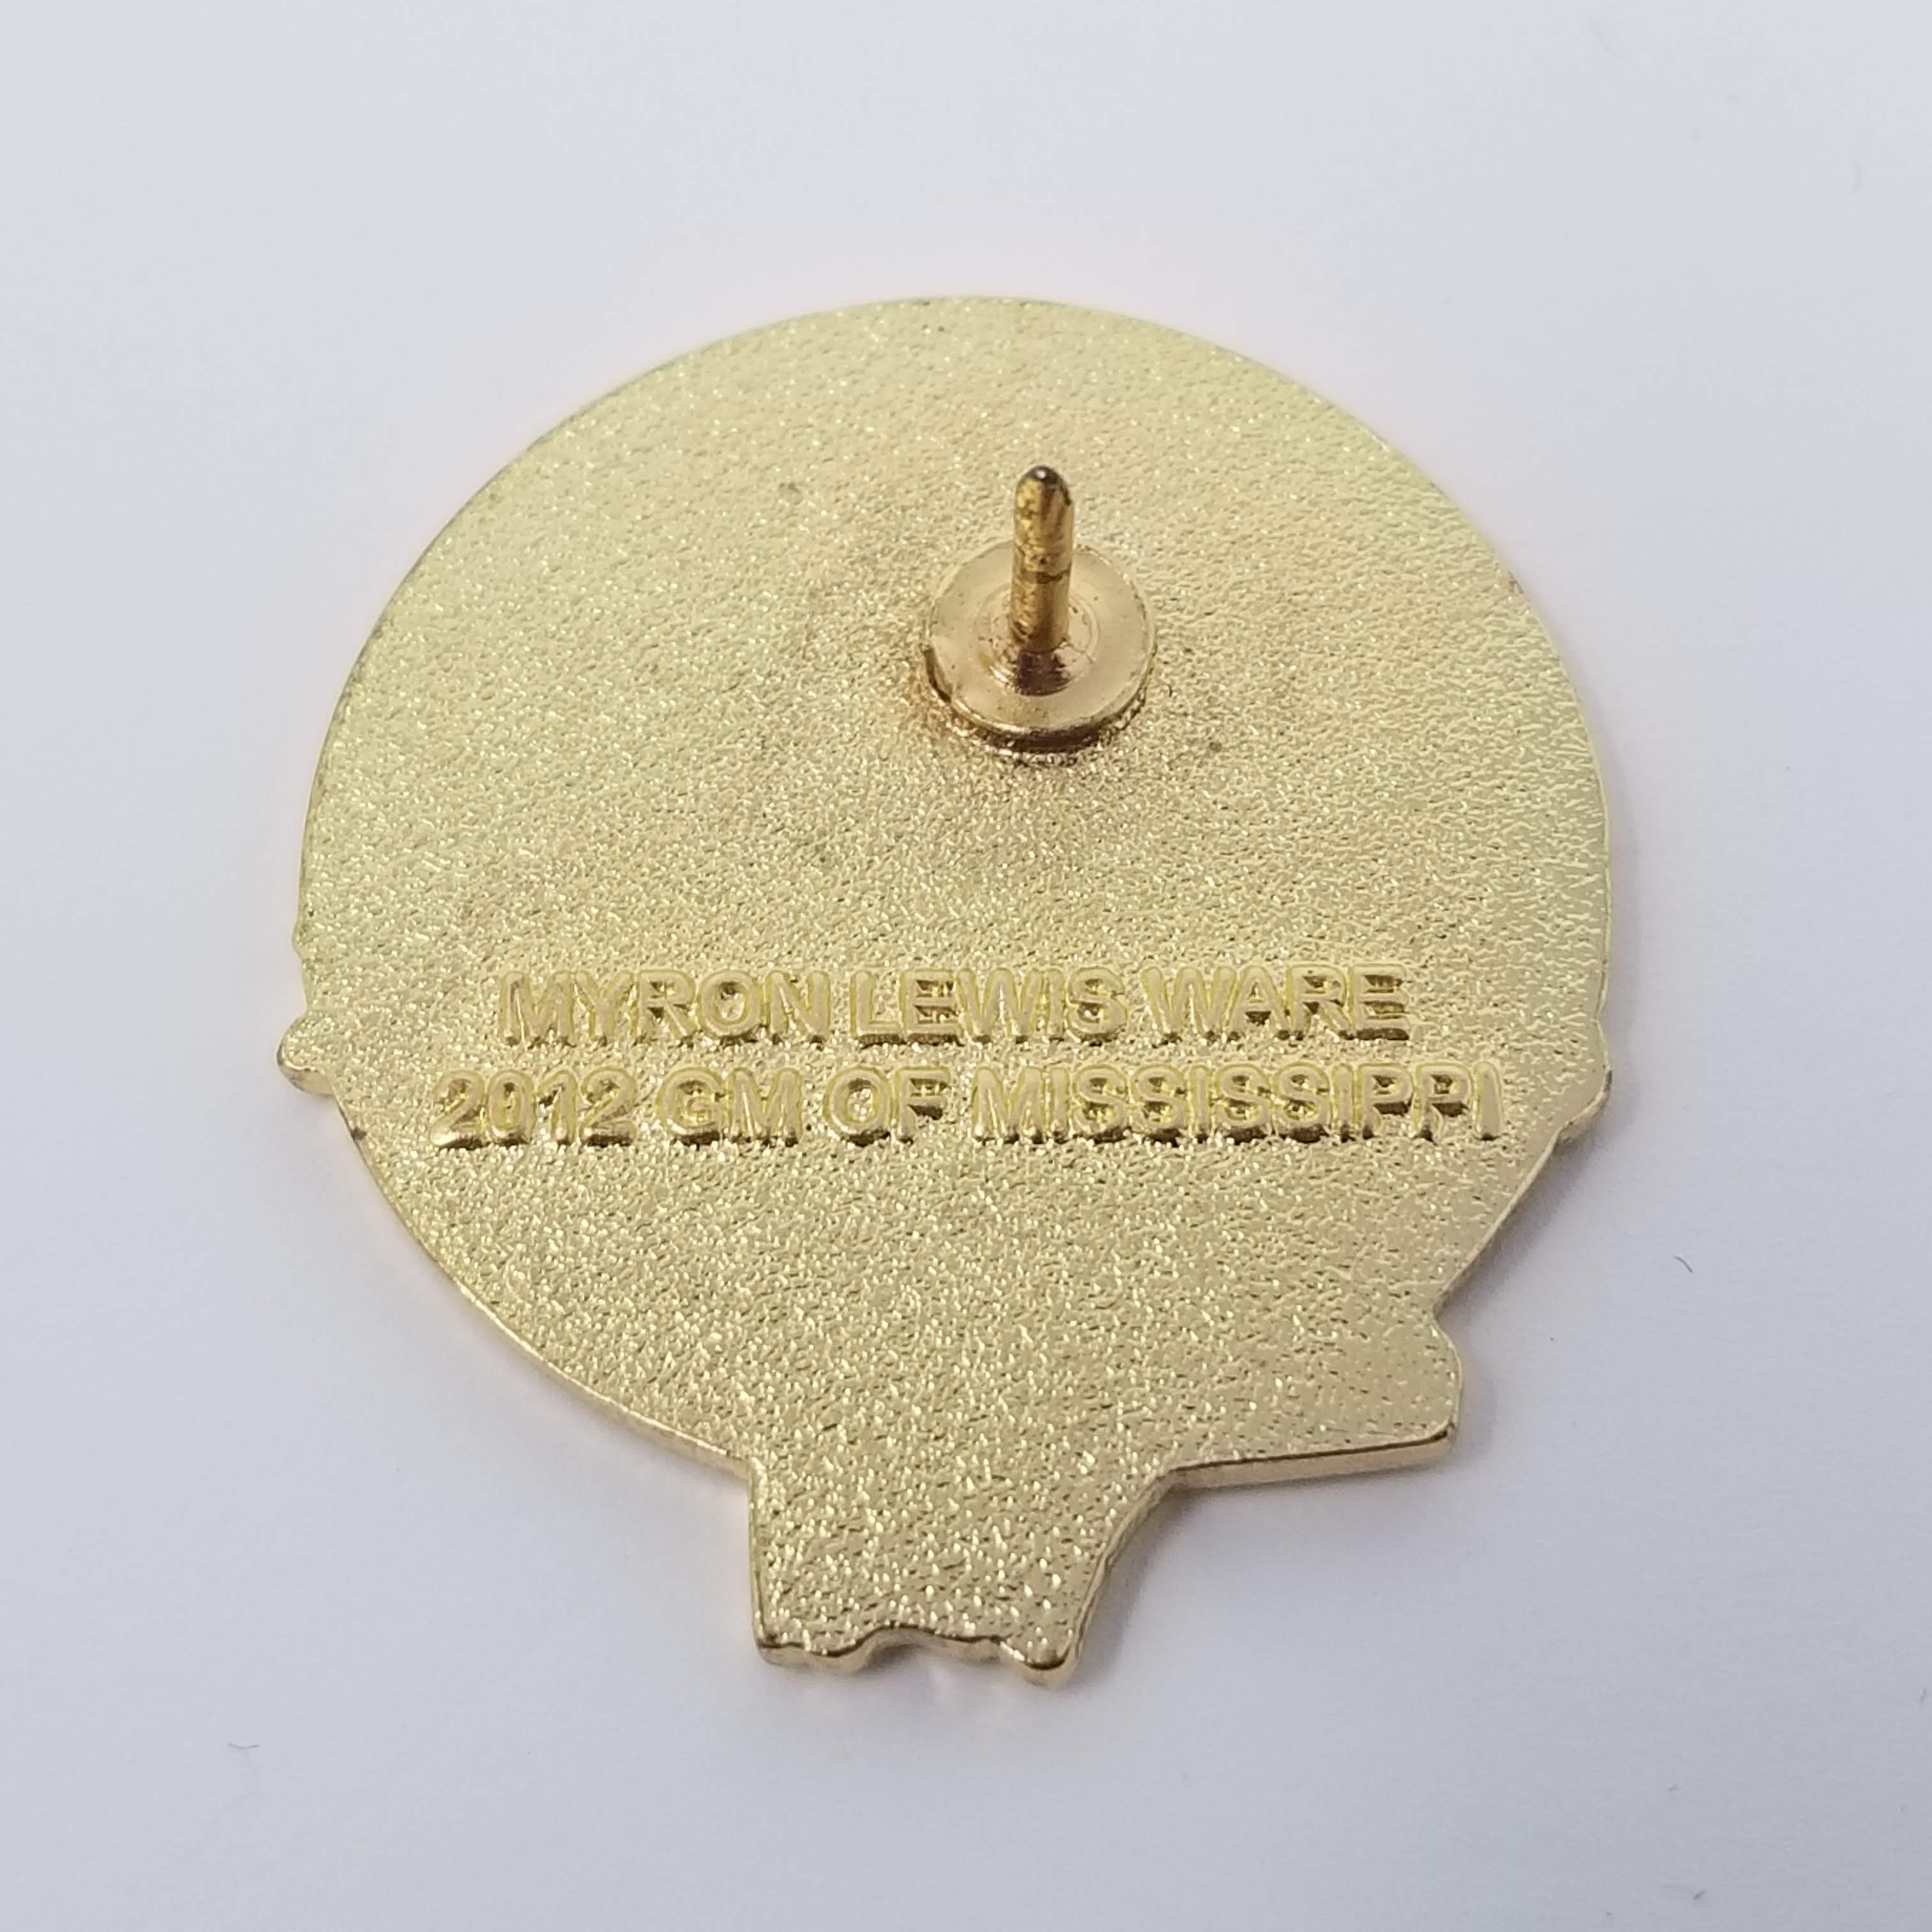 MYRON LEWIS WARE
2012 GM OF MISSISSIPPI